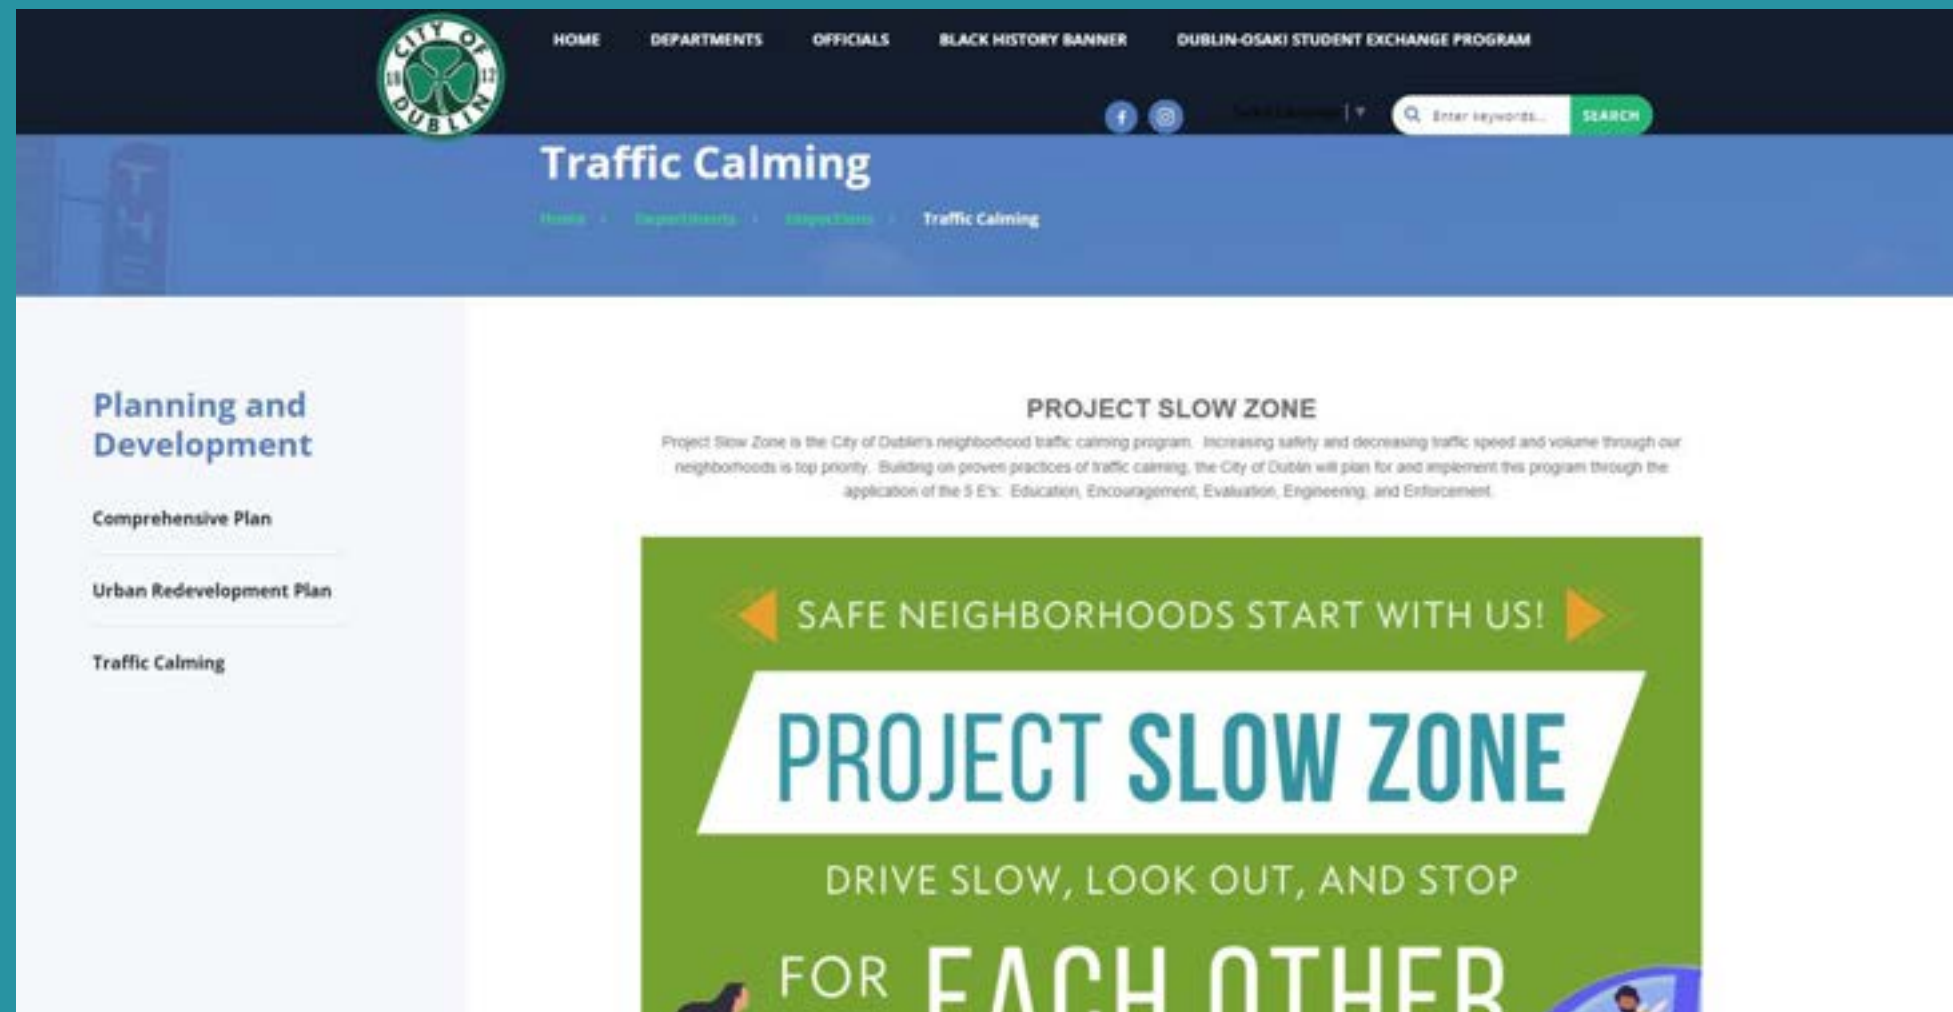 CITY OF
18 12
DUBLIN
HOME DEPARTMENTS OFFICIALS BLACK HISTORY BANNER DUBLIN-OSAKI STUDENT EXCHANGE PROGRAM
Enter keywords... SEARCH
Traffic Calming
Home Departments Inspections Traffic Calming
Planning and
Development
Comprehensive Plan
Urban Redevelopment Plan
Traffic Calming
PROJECT SLOW ZONE
Project Slow Zone is the City of Dublin's neighborhood traffic calming program. Increasing safety and decreasing traffic speed and volume through our
neighborhoods is top priority. Building on proven practices of traffic calming, the City of Dublin will plan for and implement this program through the
application of the 5 E's: Education, Encouragement, Evaluation, Engineering, and Enforcement.
SAFE NEIGHBORHOODS START WITH US!
PROJECT SLOW ZONE
DRIVE SLOW, LOOK OUT, AND STOP
FOR EACH OTHER